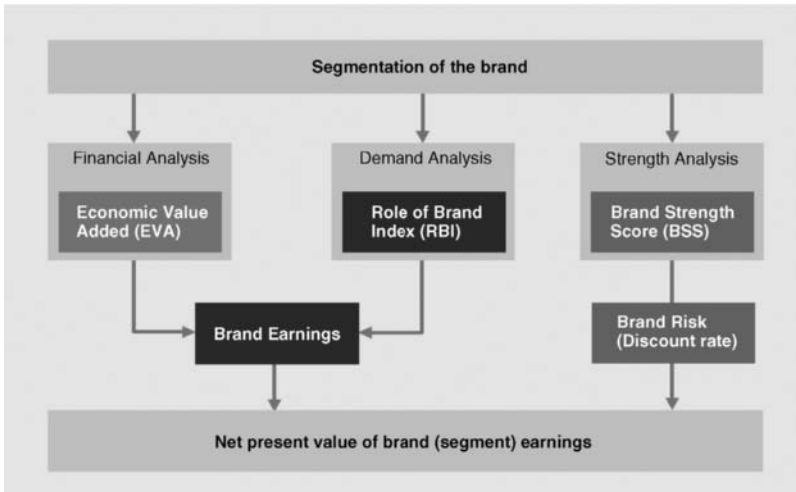 Segmentation of the brand
Financial Analysis
Economic Value
Added (EVA)
Demand Analysis
Role of Brand
Index (RBI)
Strength Analysis
Brand Strength
Score (BSS)
Brand Earnings
Brand Risk
(Discount rate)
Net present value of brand (segment) earnings